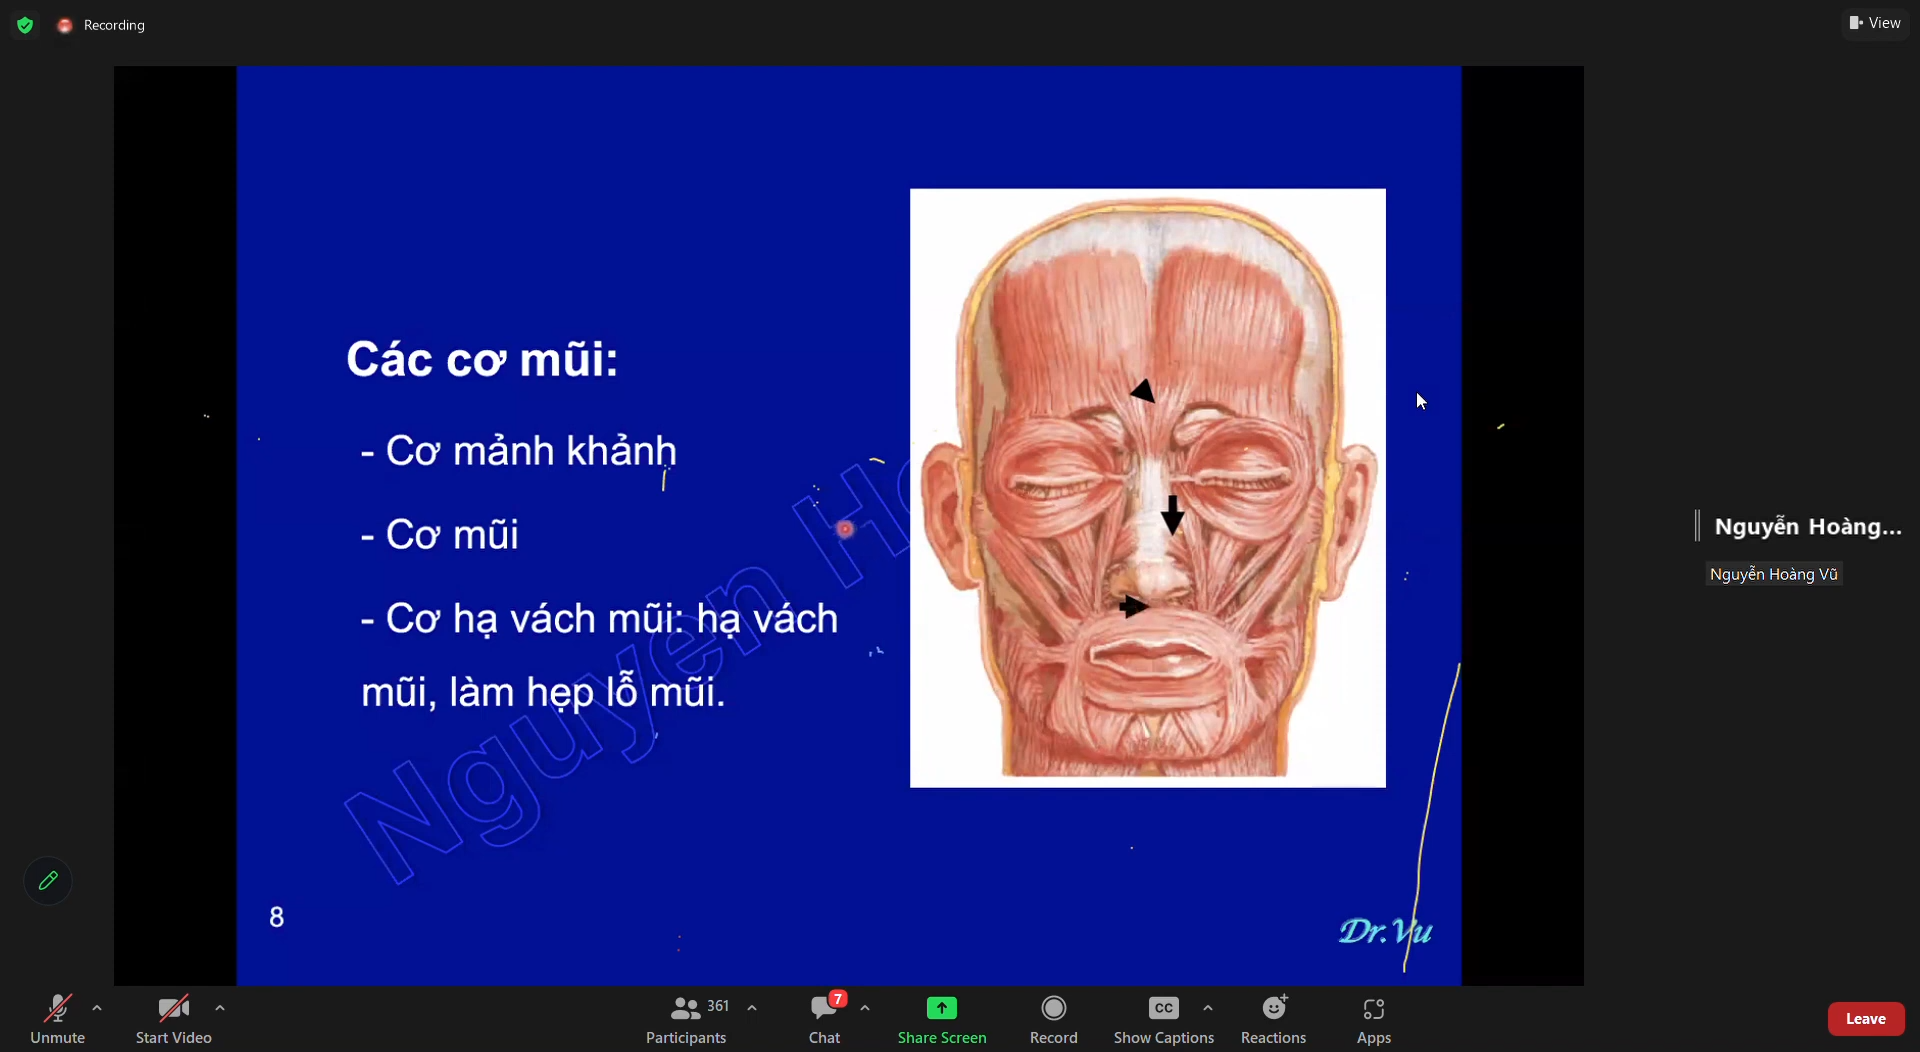 Recording
View
Các cơ mũi:
- Cơ mảnh khảnh
- Cơ mũi
- Cơ hạ vách mũi: hạ vách
mũi, làm hẹp lỗ mũi.
Nguyen Ho
8
Dr.Vu
Nguyễn Hoàng...
Nguyễn Hoàng Vũ
Unmute
Start Video
361
Participants
7
Chat
Share Screen
Record
CC
Show Captions
Reactions
Apps
Leave